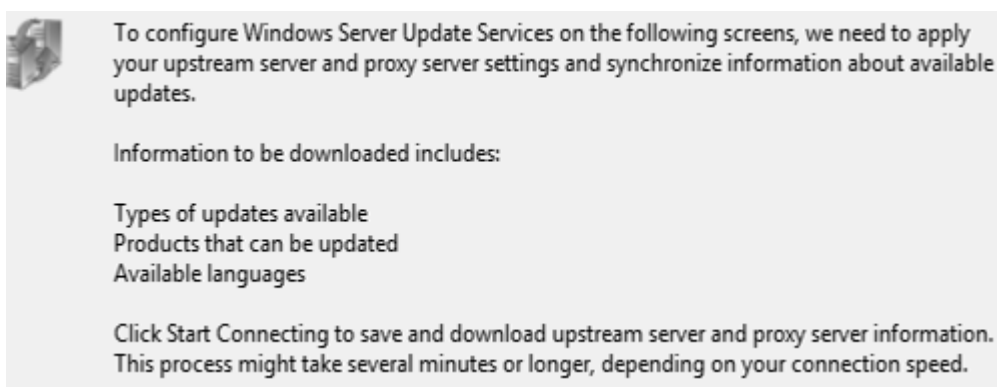 To configure Windows Server Update Services on the following screens, we need to apply
your upstream server and proxy server settings and synchronize information about available
updates.
Information to be downloaded includes:
Types of updates available
Products that can be updated
Available languages
Click Start Connecting to save and download upstream server and proxy server information.
This process might take several minutes or longer, depending on your connection speed.